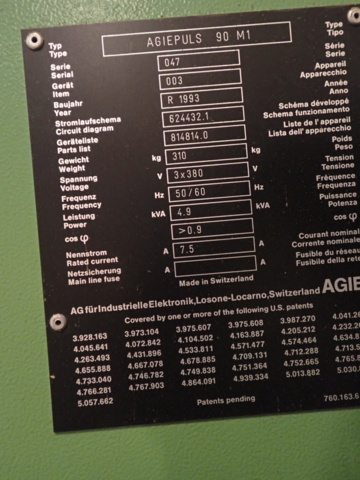 Typ Type AGIEPULS 90 M1 Type Tipo
Serie Serial 047 Série Serie
Gerät Item 003 Appareil Apparecchio
Baujahr Year R 1993 Année Anno
Stromlaufschema Circuit diagram 624432.1 Schéma développé Schema funzionamento
Geräteliste Parts list 814814.0 Liste de l'appareil Lista dell'apparecchio
Gewicht Weight kg 310 kg Poids Peso
Spannung Voltage V 3x380 V Tension Tensione
Frequenz Frequency Hz 50/60 Hz Fréquence Frequenza
Leistung Power kVA 4.9 kVA Puissance Potenza
cos φ >0.9 cos φ
Nennstrom Rated current A 7.5 A Courant nominal Corrente nominale
Netzsicherung Main line fuse A A Fusible du réseau Fusibile della rete
Made in Switzerland
AG für Industrielle Elektronik, Losone-Locarno, Switzerland AGIE
Covered by one or more of the following U.S. patents
3.928.163 3.973.104 3.975.607 3.975.608 3.987.270
4.045.641 4.072.842 4.104.502 4.163.887 4.205.212
4.263.493 4.431.896 4.533.811 4.571.477 4.574.464
4.655.888 4.667.078 4.678.885 4.709.131 4.712.288
4.733.040 4.746.782 4.749.838 4.751.364 4.752.665
4.766.281 4.767.903 4.864.091 4.939.334 5.013.882
5.057.662
Patents pending 760.163.6